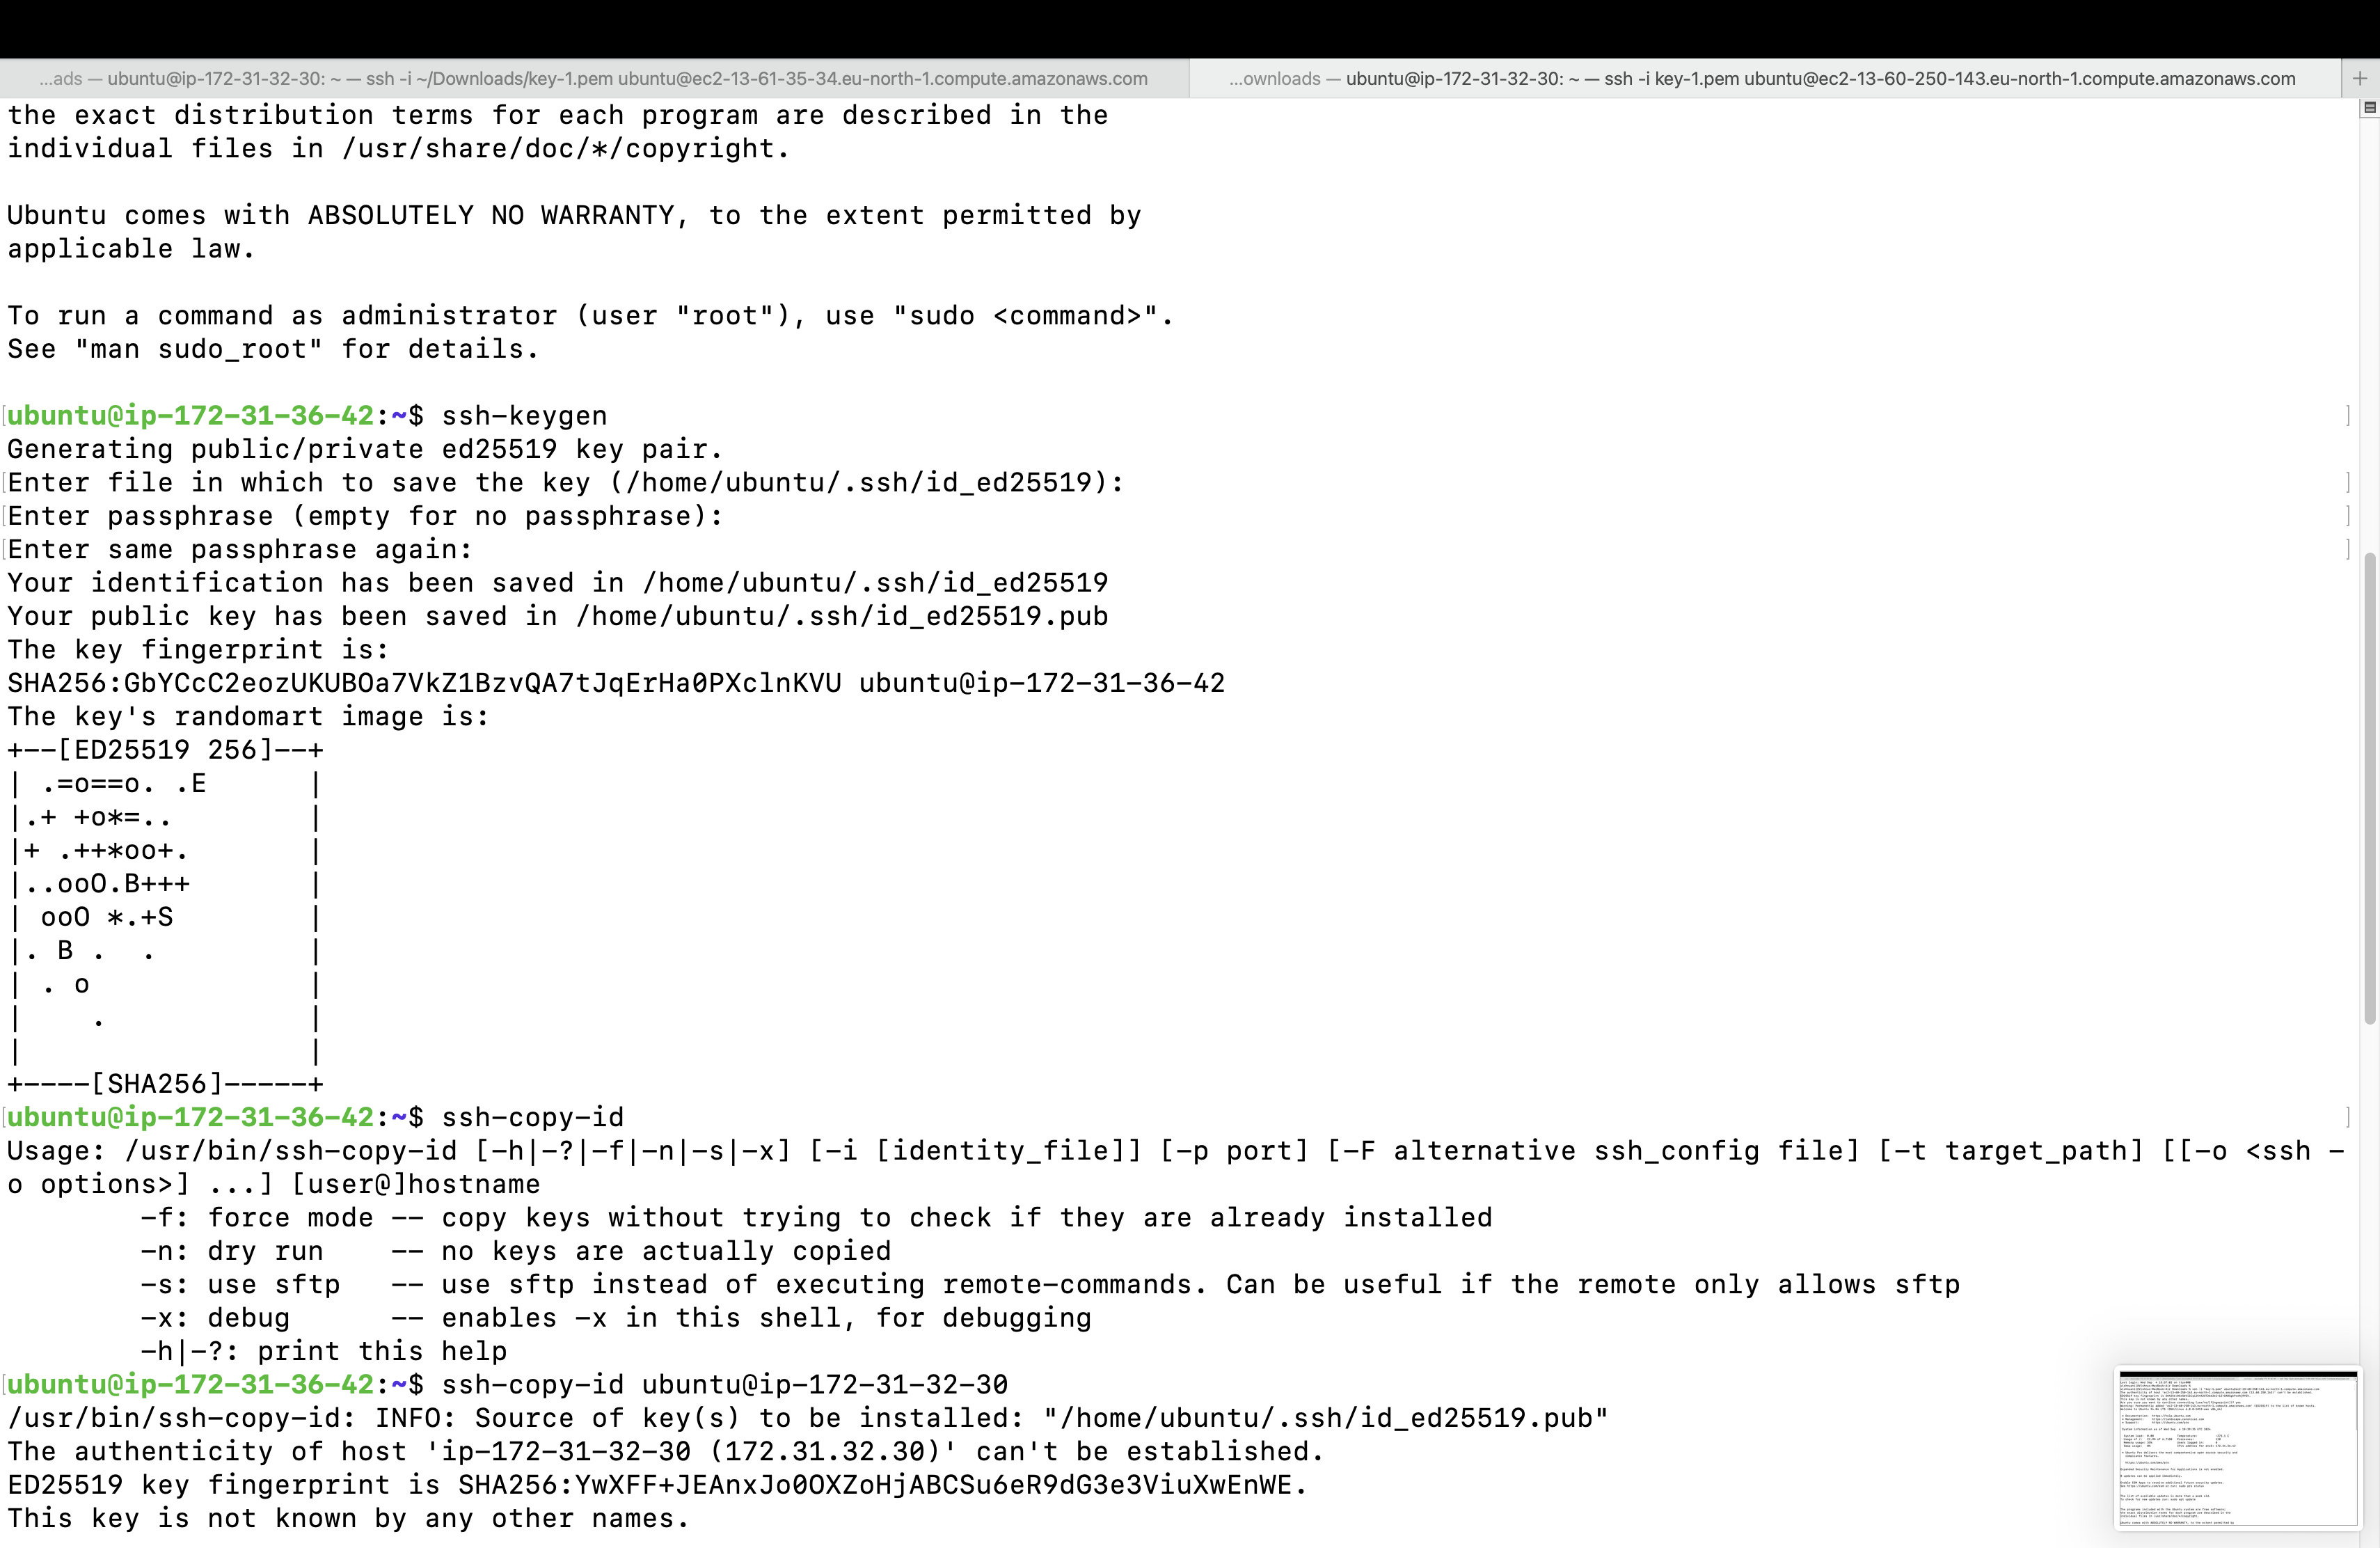 ...ads — ubuntu@ip-172-31-32-30: ~ — ssh -i ~/Downloads/key-1.pem ubuntu@ec2-13-61-35-34.eu-north-1.compute.amazonaws.com
...ownloads — ubuntu@ip-172-31-32-30: ~ — ssh -i key-1.pem ubuntu@ec2-13-60-250-143.eu-north-1.compute.amazonaws.com
the exact distribution terms for each program are described in the
individual files in /usr/share/doc/*/copyright.
Ubuntu comes with ABSOLUTELY NO WARRANTY, to the extent permitted by
applicable law.
To run a command as administrator (user "root"), use "sudo <command>".
See "man sudo_root" for details.
ubuntu@ip-172-31-36-42:~$ ssh-keygen
Generating public/private ed25519 key pair.
Enter file in which to save the key (/home/ubuntu/.ssh/id_ed25519):
Enter passphrase (empty for no passphrase):
Enter same passphrase again:
Your identification has been saved in /home/ubuntu/.ssh/id_ed25519
Your public key has been saved in /home/ubuntu/.ssh/id_ed25519.pub
The key fingerprint is:
SHA256:GbYCcC2eozUKUBOa7VkZ1BzvQA7tJqErHa0PXclnKVU ubuntu@ip-172-31-36-42
The key's randomart image is:
+--[ED25519 256]--+
| .=o==o. .E      |
|.+ +o*=..        |
|+ .++*oo+.       |
|..ooO.B+++       |
| ooO *.+S        |
|. B .  .         |
| . o             |
|    .            |
|                 |
+----[SHA256]-----+
ubuntu@ip-172-31-36-42:~$ ssh-copy-id
Usage: /usr/bin/ssh-copy-id [-h|-?|-f|-n|-s|-x] [-i [identity_file]] [-p port] [-F alternative ssh_config file] [-t target_path] [[-o <ssh -
o options>] ...] [user@]hostname
-f: force mode -- copy keys without trying to check if they are already installed
-n: dry run    -- no keys are actually copied
-s: use sftp   -- use sftp instead of executing remote-commands. Can be useful if the remote only allows sftp
-x: debug      -- enables -x in this shell, for debugging
-h|-?: print this help
ubuntu@ip-172-31-36-42:~$ ssh-copy-id ubuntu@ip-172-31-32-30
/usr/bin/ssh-copy-id: INFO: Source of key(s) to be installed: "/home/ubuntu/.ssh/id_ed25519.pub"
The authenticity of host 'ip-172-31-32-30 (172.31.32.30)' can't be established.
ED25519 key fingerprint is SHA256:YwXFF+JEAnxJo0OXZoHjABCSu6eR9dG3e3ViuXwEnWE.
This key is not known by any other names.